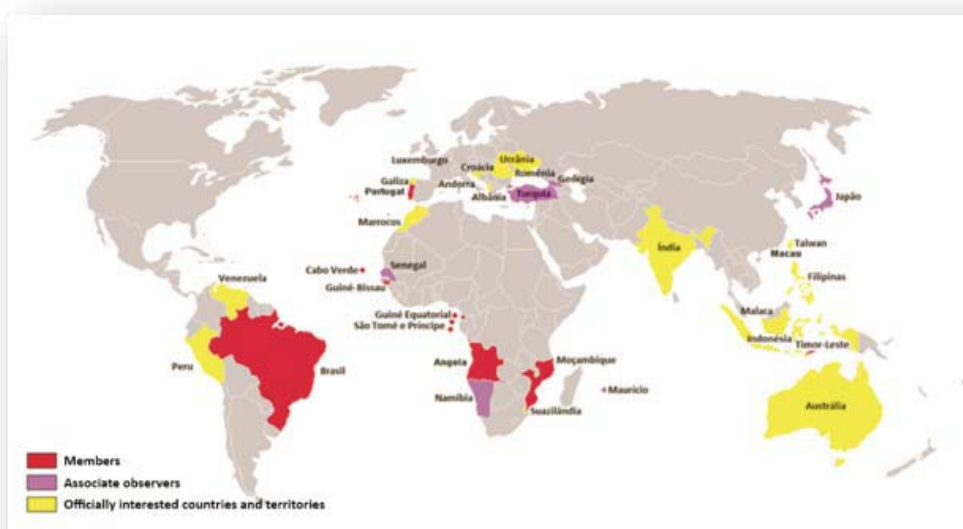 Luxemburgo
Croácia
Ucrânia
Roménia
Geórgia
Galiza
Portugal
Andorra
Albânia
Turquia
Japão
Marrocos
Índia
Taiwan
Macau
Filipinas
Cabo Verde
Senegal
Guiné-Bissau
Venezuela
Guiné Equatorial
São Tomé e Príncipe
Malaca
Indonésia
Timor-Leste
Peru
Brasil
Angola
Moçambique
Namíbia
Maurício
Suazilândia
Austrália
Members
Associate observers
Officially interested countries and territories